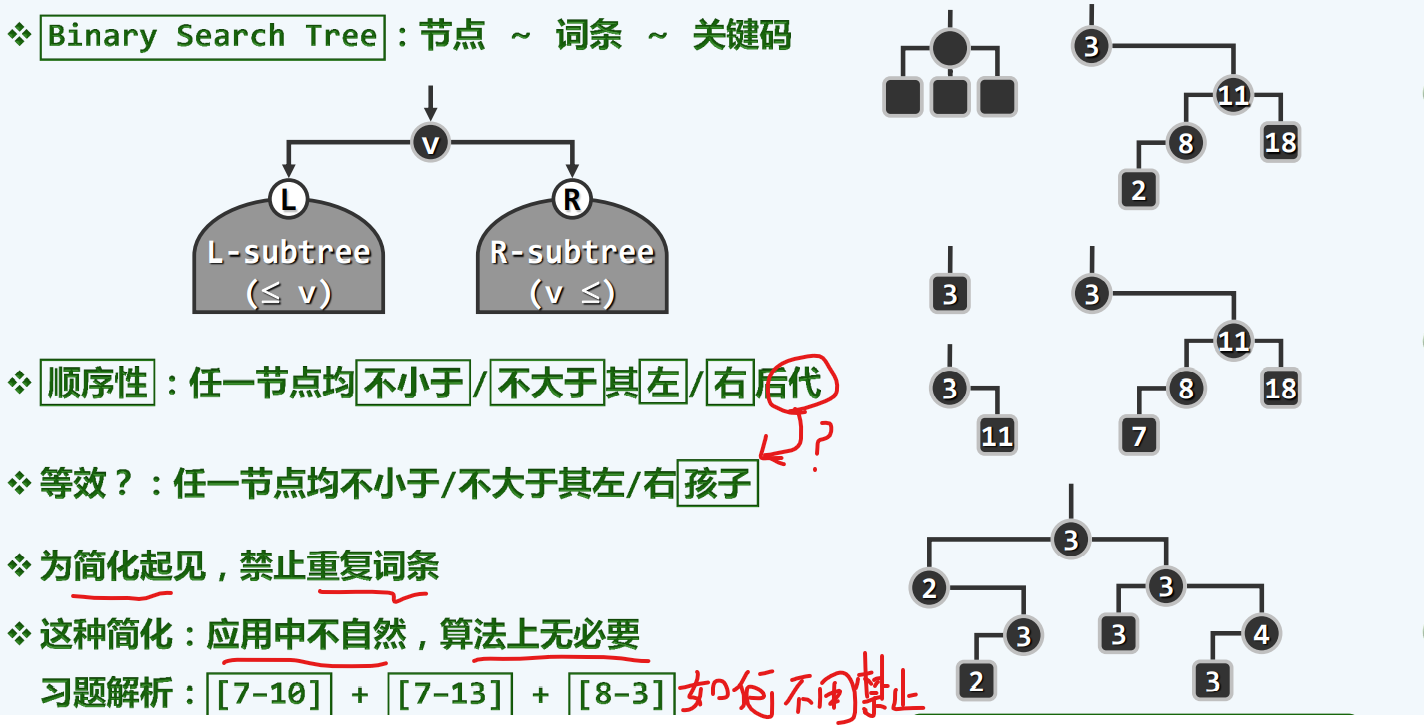 Binary Search Tree：节点 ~ 词条 ~ 关键码
v
L
R
L-subtree
(≤ v)
R-subtree
(v ≤)
顺序性：任一节点均不小于/不大于其左/右后代
?
等效？：任一节点均不小于/不大于其左/右孩子
为简化起见，禁止重复词条
这种简化：应用中不自然，算法上无必要
习题解析：[7-10] + [7-13] + [8-3]
如何不用禁止
3
11
8
18
2
3
3
11
3
11
8
18
7
3
2
3
3
3
4
2
3